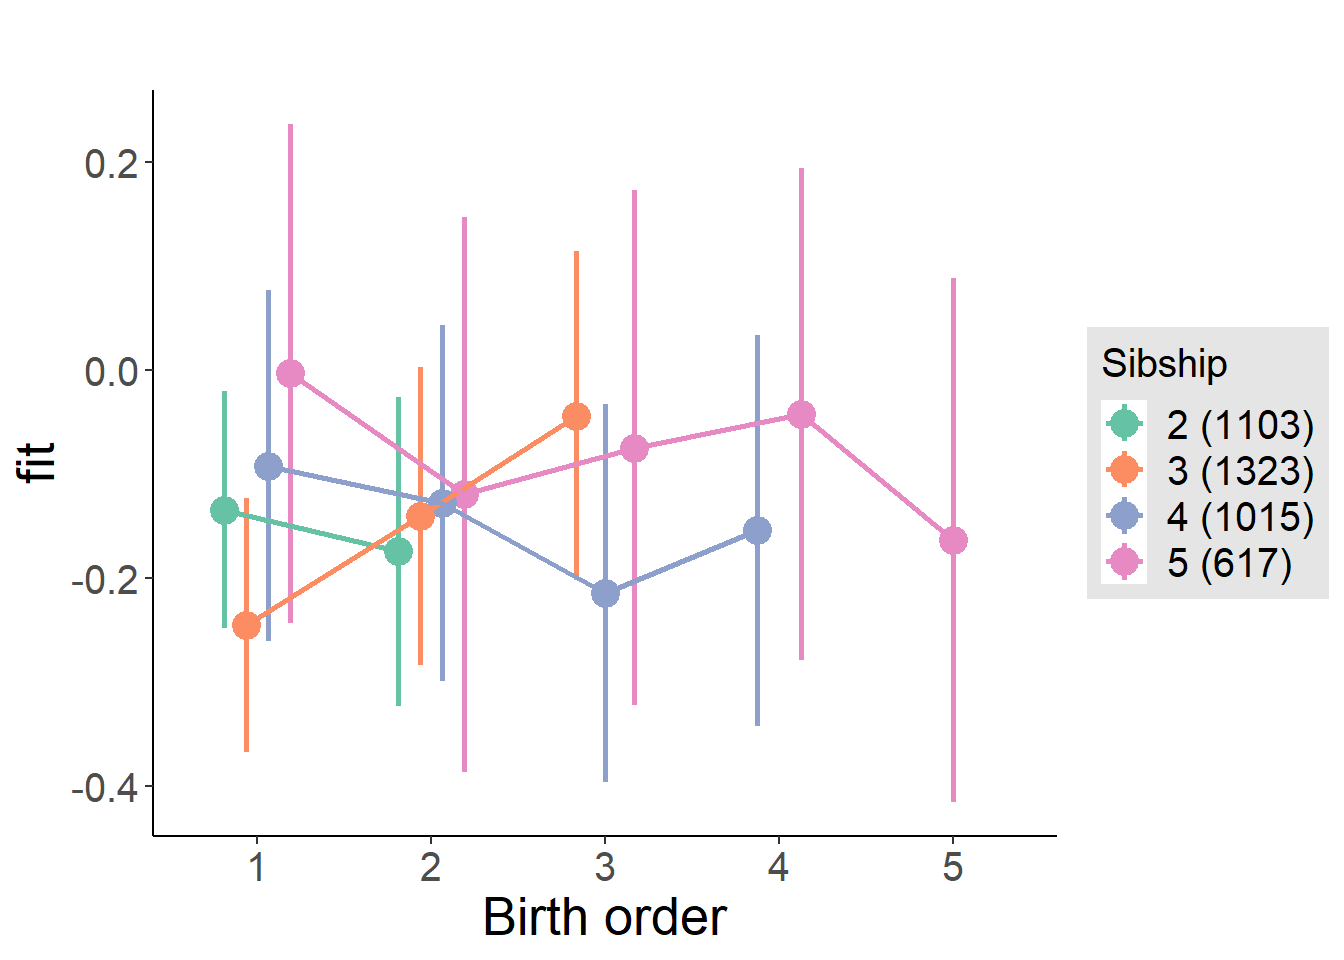 0.2
0.0
-0.2
-0.4
fit
1 2 3 4 5
Birth order
Sibship
2 (1103)
3 (1323)
4 (1015)
5 (617)